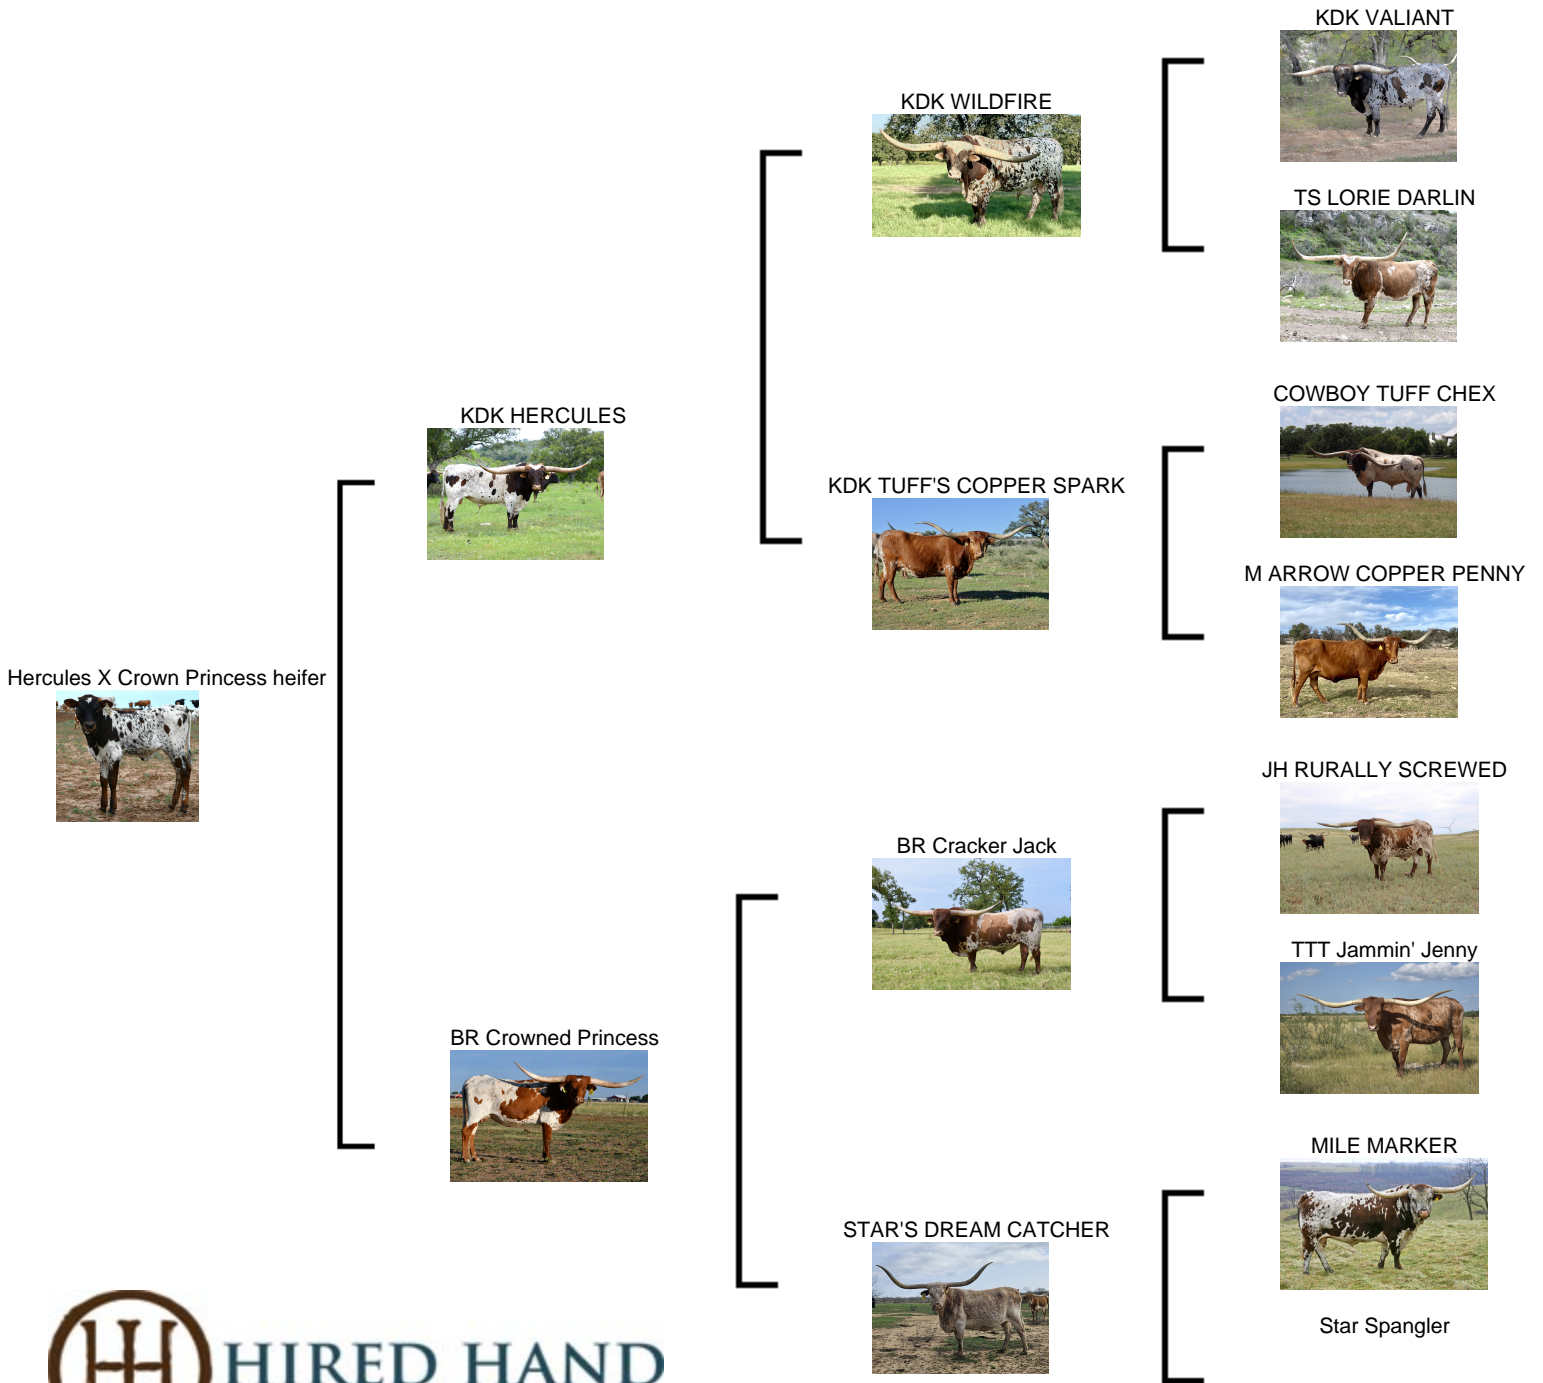 KDK VALIANT
KDK WILDFIRE
TS LORIE DARLIN
COWBOY TUFF CHEX
KDK HERCULES
KDK TUFF'S COPPER SPARK
M ARROW COPPER PENNY
Hercules X Crown Princess heifer
JH RURALLY SCREWED
BR Cracker Jack
TTT Jammin' Jenny
BR Crowned Princess
MILE MARKER
STAR'S DREAM CATCHER
Star Spangler
HIRED HAND